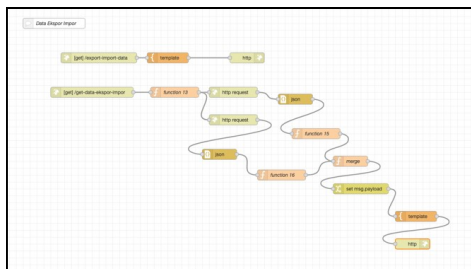 Data Ekspor Impor
[get] /export-import-data
template
http
[get] /get-data-ekspor-impor
function 13
http request
json
http request
function 15
json
function 16
merge
set msg.payload
template
http